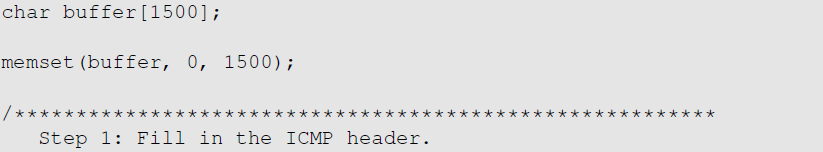 char buffer[1500];
memset(buffer, 0, 1500);
/*********************************************************
Step 1: Fill in the ICMP header.